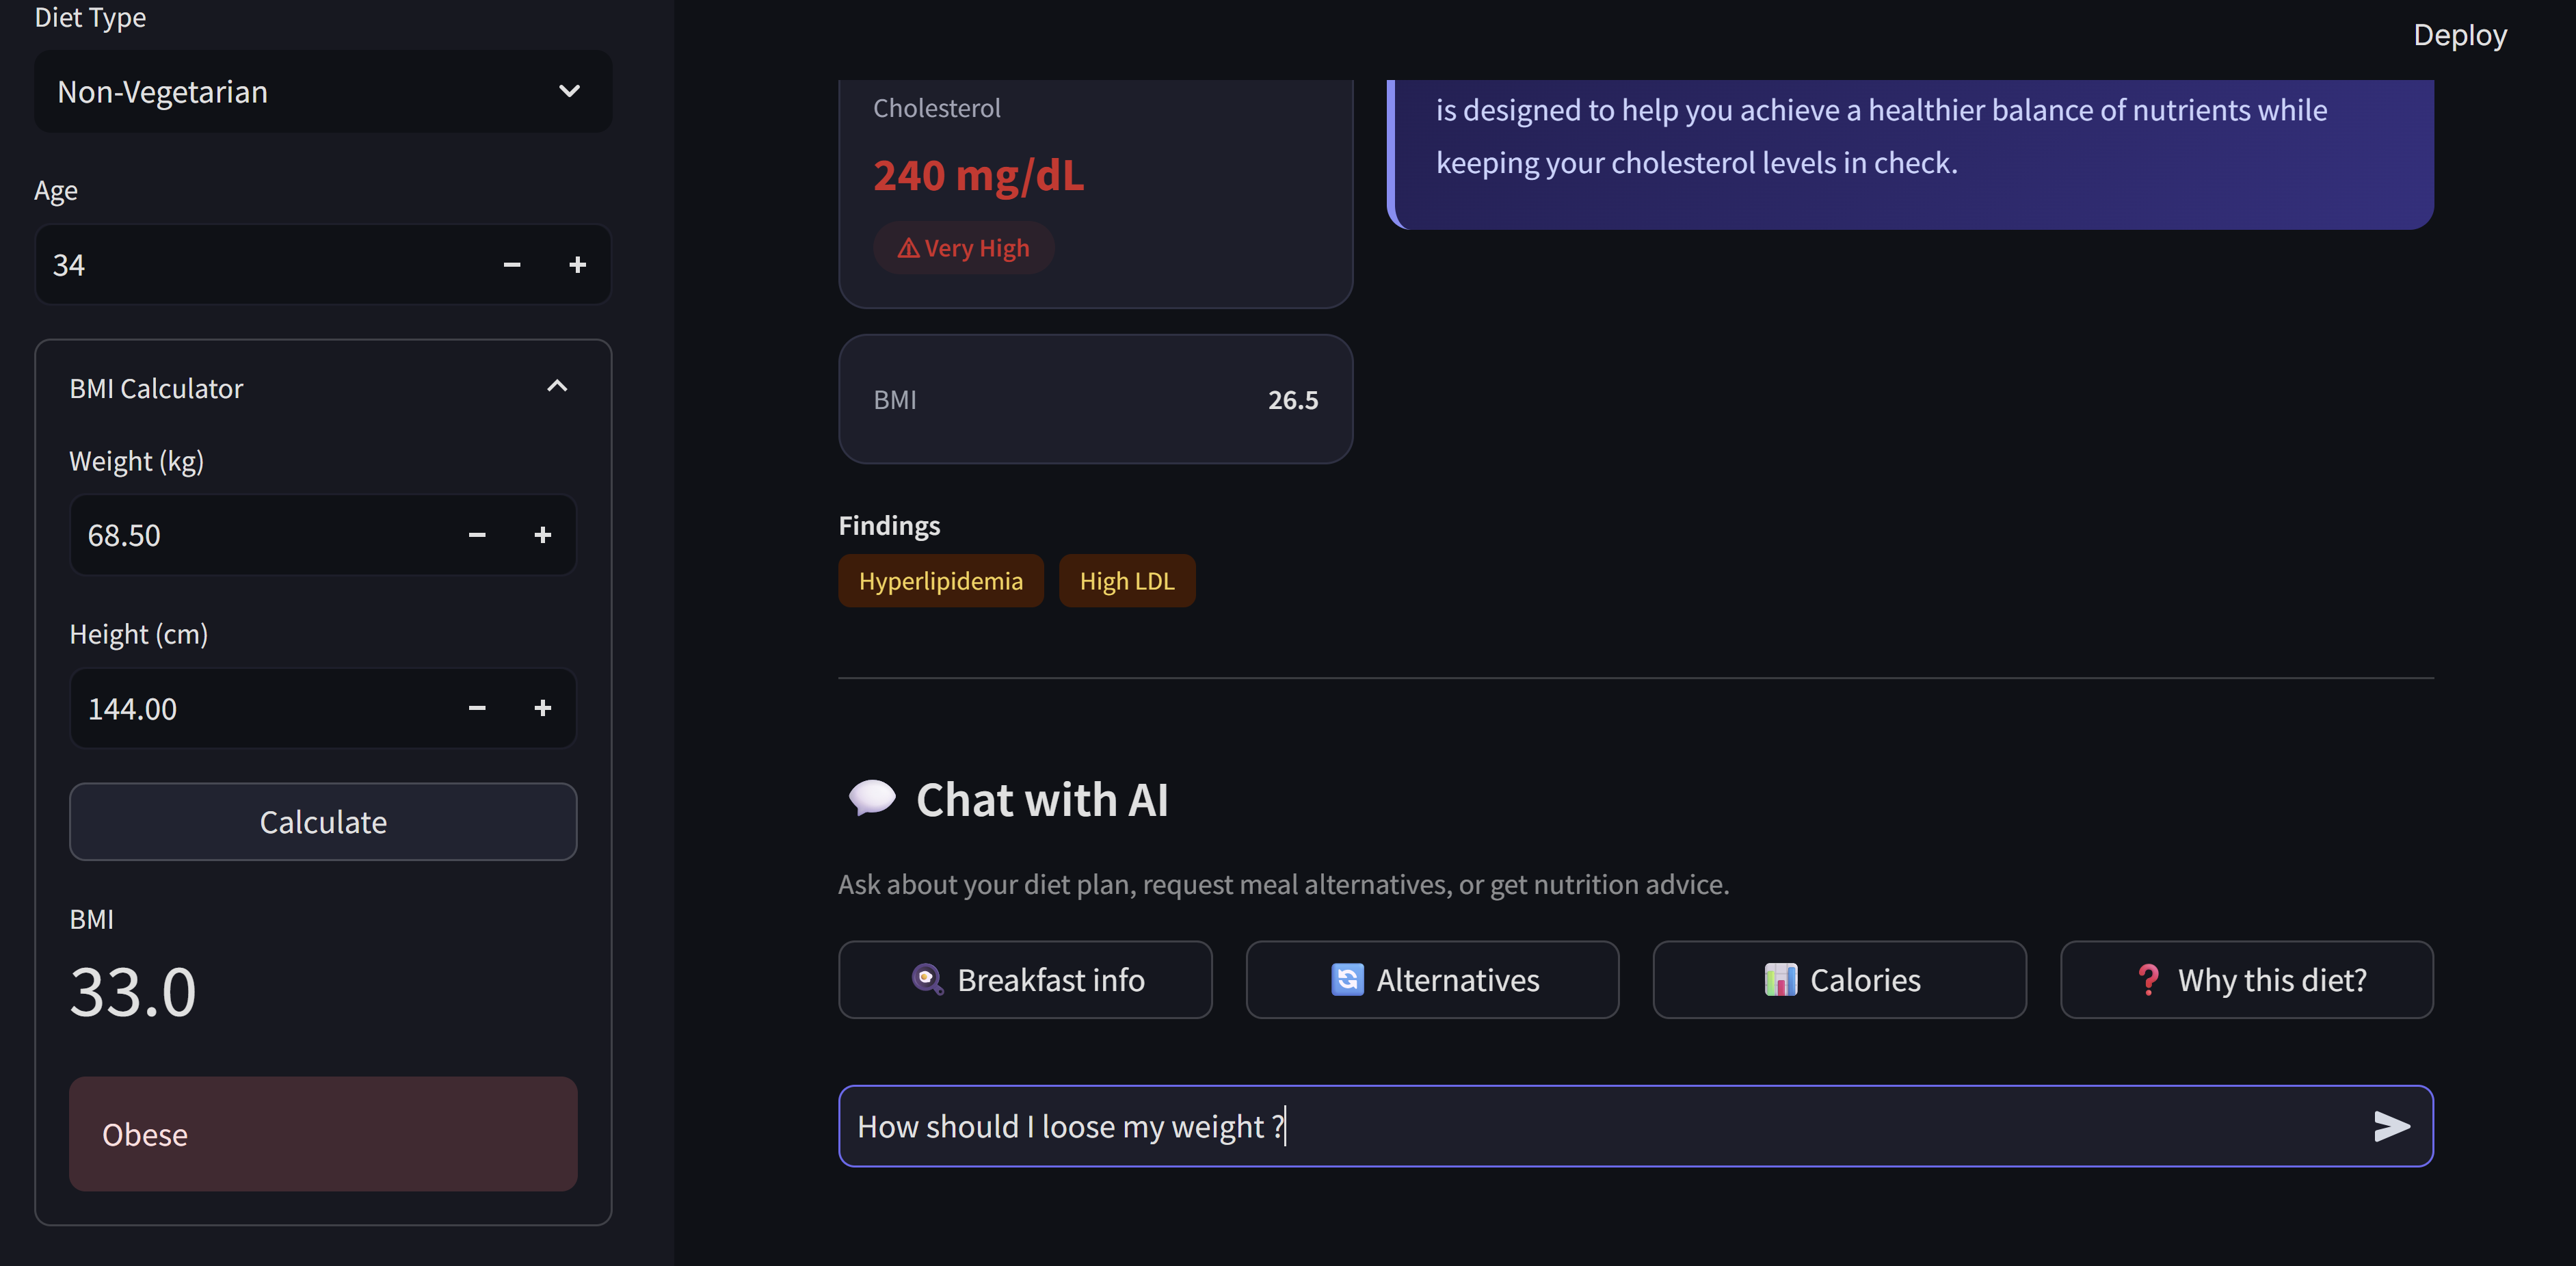 Diet Type
Non-Vegetarian
Age
34
BMI Calculator
Weight (kg)
68.50
Height (cm)
144.00
Calculate
BMI
33.0
Obese
Deploy
Cholesterol
240 mg/dL
⚠ Very High
is designed to help you achieve a healthier balance of nutrients while
keeping your cholesterol levels in check.
BMI 26.5
Findings
Hyperlipidemia High LDL
Chat with AI
Ask about your diet plan, request meal alternatives, or get nutrition advice.
Breakfast info Alternatives Calories Why this diet?
How should I loose my weight ?